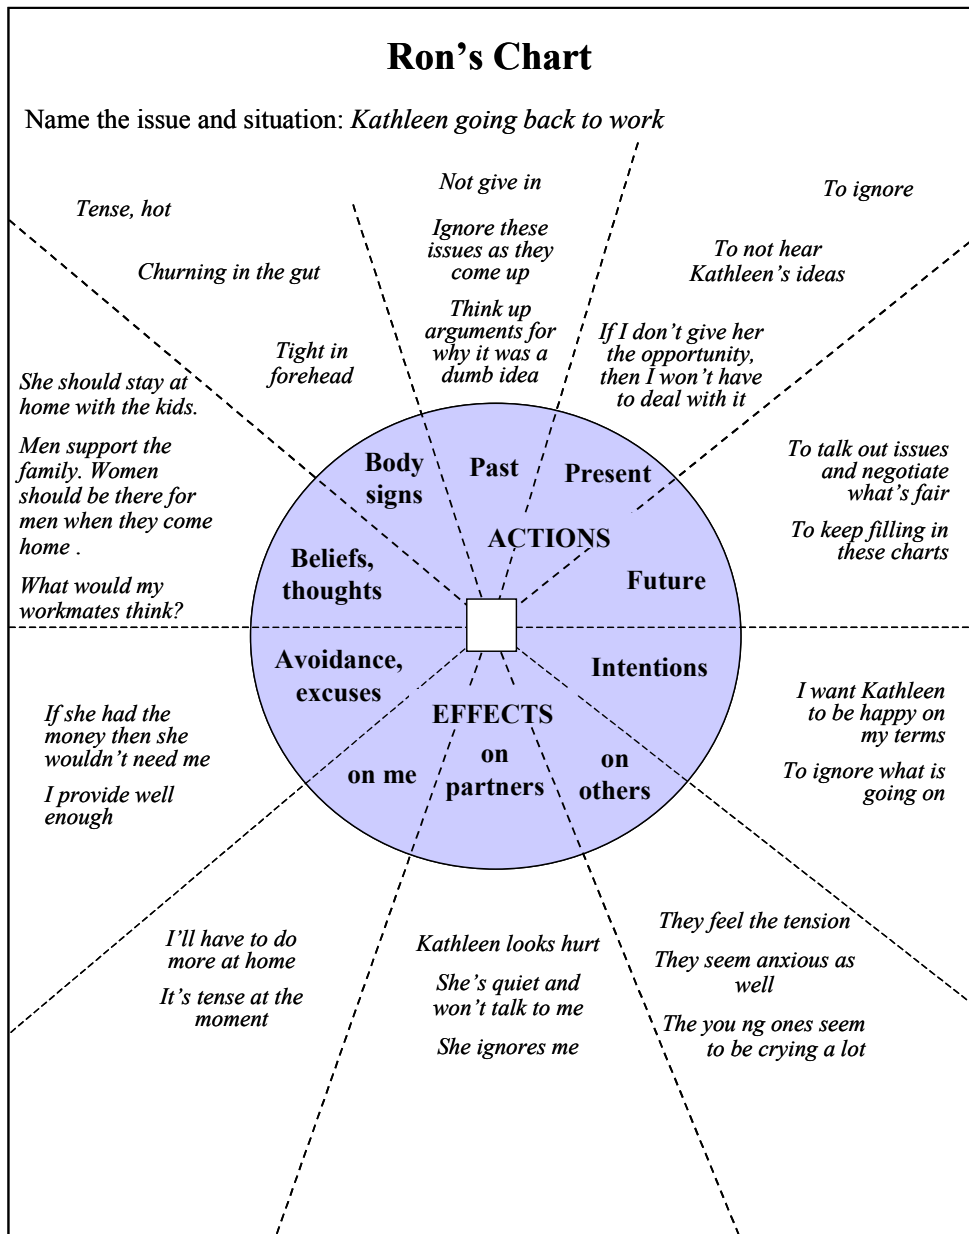 Ron’s Chart
Name the issue and situation: Kathleen going back to work
Tense, hot
Churning in the gut
Tight in
forehead
Not give in
Ignore these
issues as they
come up
Think up
arguments for
why it was a
dumb idea
To ignore
To not hear
Kathleen’s ideas
If I don’t give her
the opportunity,
then I won’t have
to deal with it
She should stay at
home with the kids.
Men support the
family. Women
should be there for
men when they come
home .
What would my
workmates think?
To talk out issues
and negotiate
what’s fair
To keep filling in
these charts
Body
signs
Past
Present
ACTIONS
Beliefs,
thoughts
Future
Avoidance,
excuses
Intentions
EFFECTS
on me
on
partners
on
others
If she had the
money then she
wouldn’t need me
I provide well
enough
I want Kathleen
to be happy on
my terms
To ignore what is
going on
I’ll have to do
more at home
It’s tense at the
moment
Kathleen looks hurt
She’s quiet and
won’t talk to me
She ignores me
They feel the tension
They seem anxious as
well
The you ng ones seem
to be crying a lot